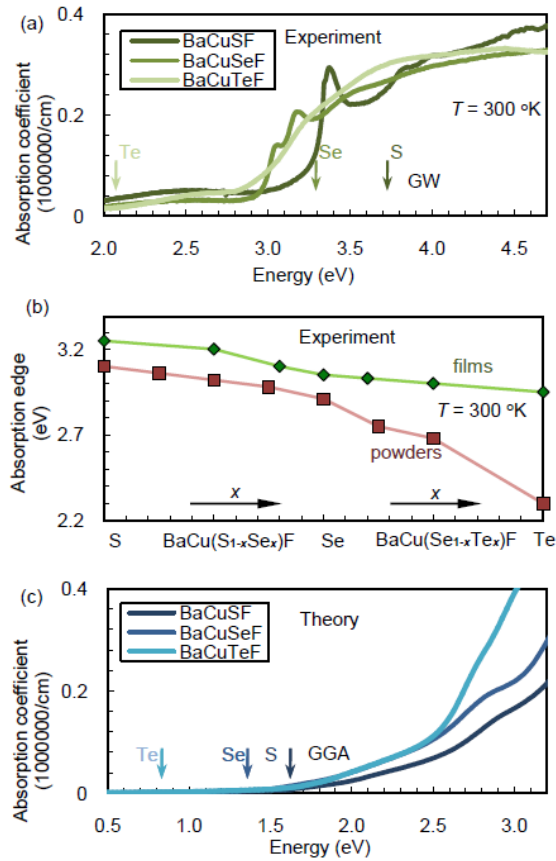 (a)
0.4
BaCuSF
BaCuSeF
BaCuTeF
Experiment
0.2
T = 300 ºK
Te
Se
S
GW
0
2.0 2.5 3.0 3.5 4.0 4.5
Absorption coefficient
(1000000/cm)
Energy (eV)
(b)
Experiment
3.2
films
T = 300 ºK
2.7
powders
x
x
2.2
Absorption edge
(eV)
S BaCu(S1-xSex)F Se BaCu(Se1-xTex)F Te
(c)
0.4
BaCuSF
BaCuSeF
BaCuTeF
Theory
0.2
Te
Se
S
GGA
0
0.5 1.0 1.5 2.0 2.5 3.0
Absorption coefficient
(1000000/cm)
Energy (eV)